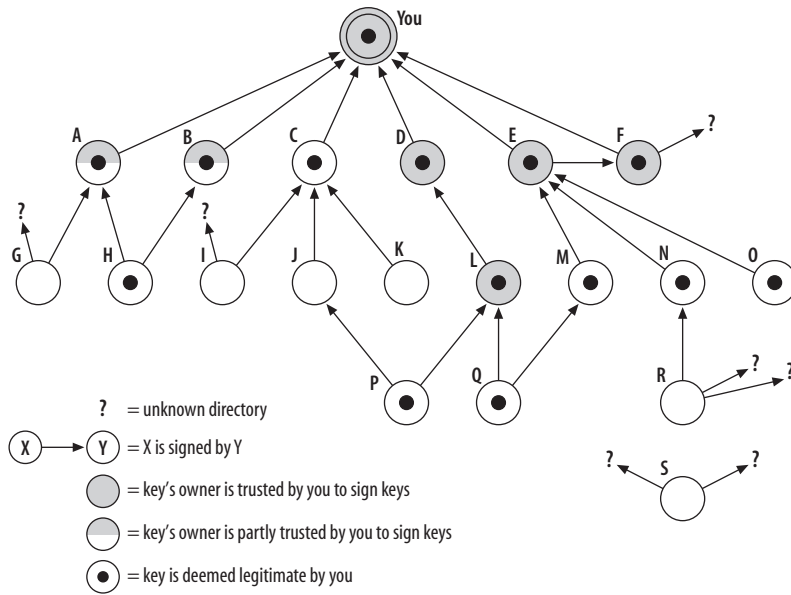 You
A
B
C
D
E
F
?
?
?
G
H
I
J
K
L
M
N
O
P
Q
R
?
?
?
S
?
? = unknown directory
X Y = X is signed by Y
= key's owner is trusted by you to sign keys
= key's owner is partly trusted by you to sign keys
= key is deemed legitimate by you